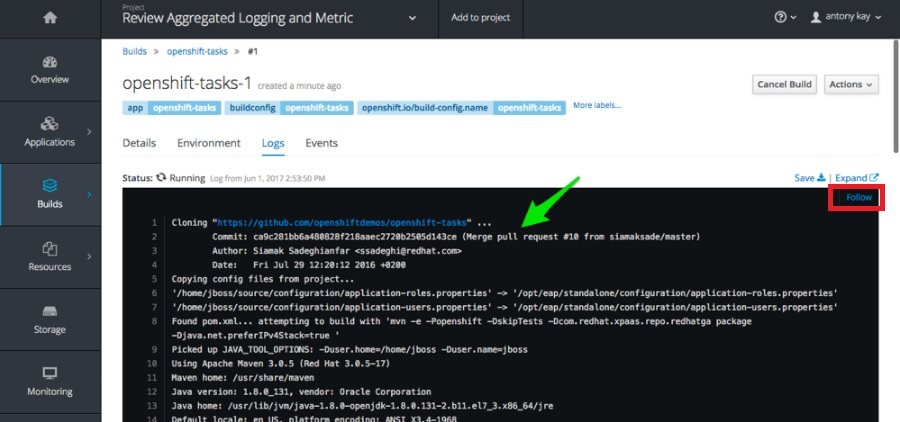 Project
Review Aggregated Logging and Metric
Add to project
antony kay
Overview
Applications
Builds
Resources
Storage
Monitoring
Builds » openshift-tasks » #1
openshift-tasks-1 created a minute ago
Cancel Build
Actions
app openshift-tasks buildconfig openshift-tasks openshift.io/build-config.name openshift-tasks More labels...
Details Environment Logs Events
Status: Running Log from Jun 1, 2017 2:53:50 PM
Save | Expand
Follow
1 Cloning "https://github.com/openshiftdemos/openshift-tasks" ...
2 Commit: ca9c281bb6a480828f218aaec2720b2505d143ce (Merge pull request #10 from siamaksade/master)
3 Author: Siamak Sadeghianfar <ssadeghi@redhat.com>
4 Date: Fri Jul 29 12:20:12 2016 +0200
5 Copying config files from project...
6 '/home/jboss/source/configuration/application-roles.properties' -> '/opt/eap/standalone/configuration/application-roles.properties'
7 '/home/jboss/source/configuration/application-users.properties' -> '/opt/eap/standalone/configuration/application-users.properties'
8 Found pom.xml... attempting to build with 'mvn -e -Popenshift -DskipTests -Dcom.redhat.xpaas.repo.redhatga package
-Djava.net.preferIPv4Stack=true '
9 Picked up JAVA_TOOL_OPTIONS: -Duser.home=/home/jboss -Duser.name=jboss
10 Using Apache Maven 3.0.5 (Red Hat 3.0.5-17)
11 Maven home: /usr/share/maven
12 Java version: 1.8.0_131, vendor: Oracle Corporation
13 Java home: /usr/lib/jvm/java-1.8.0-openjdk-1.8.0.131-2.b11.el7_3.x86_64/jre
14 Default locale: en_US, platform encoding: ANSI_X3.4-1968